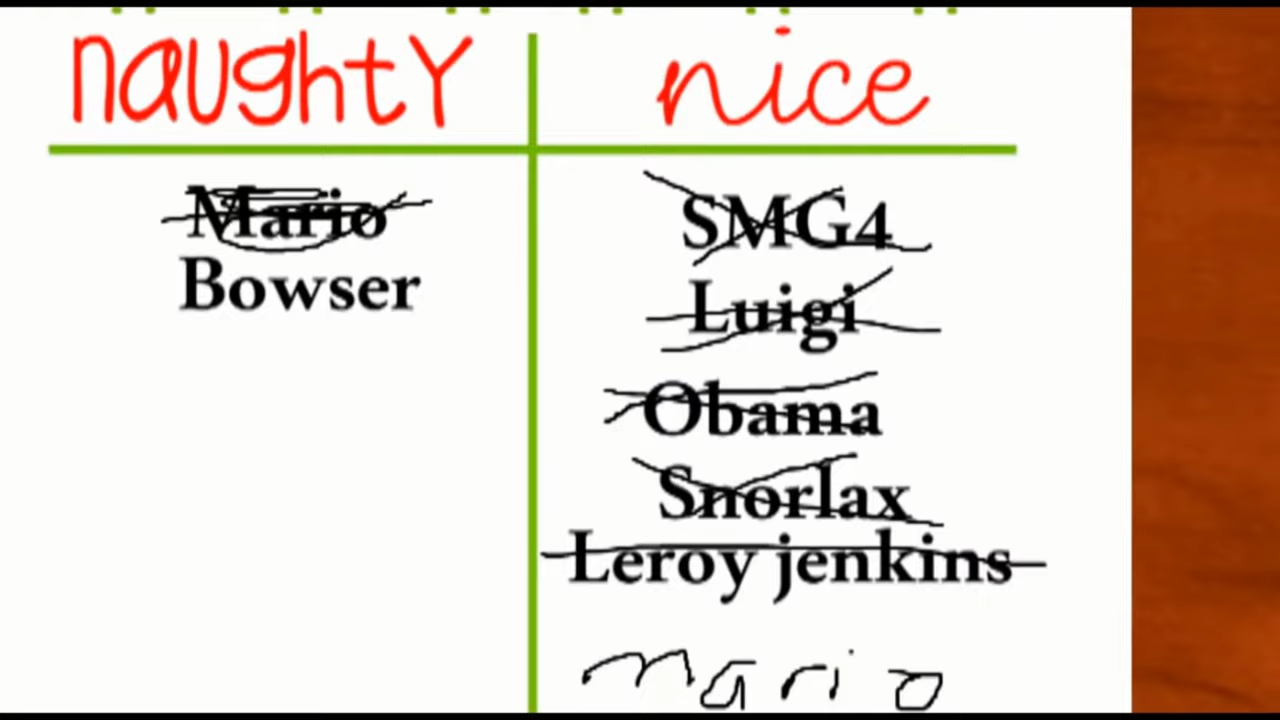 naughty nice
Mario SMG4
Bowser Luigi
Obama
Snorlax
Leroy jenkins
mario